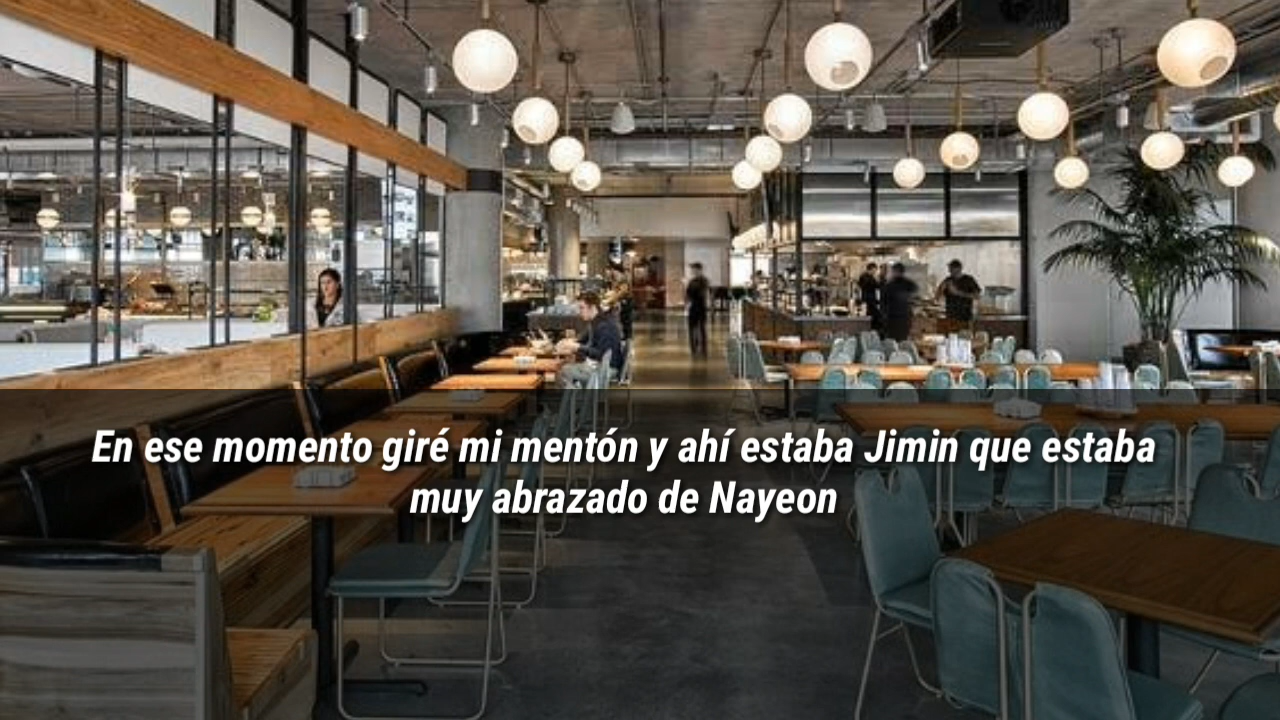 En ese momento giré mi mentón y ahí estaba Jimin que estaba
muy abrazado de Nayeon